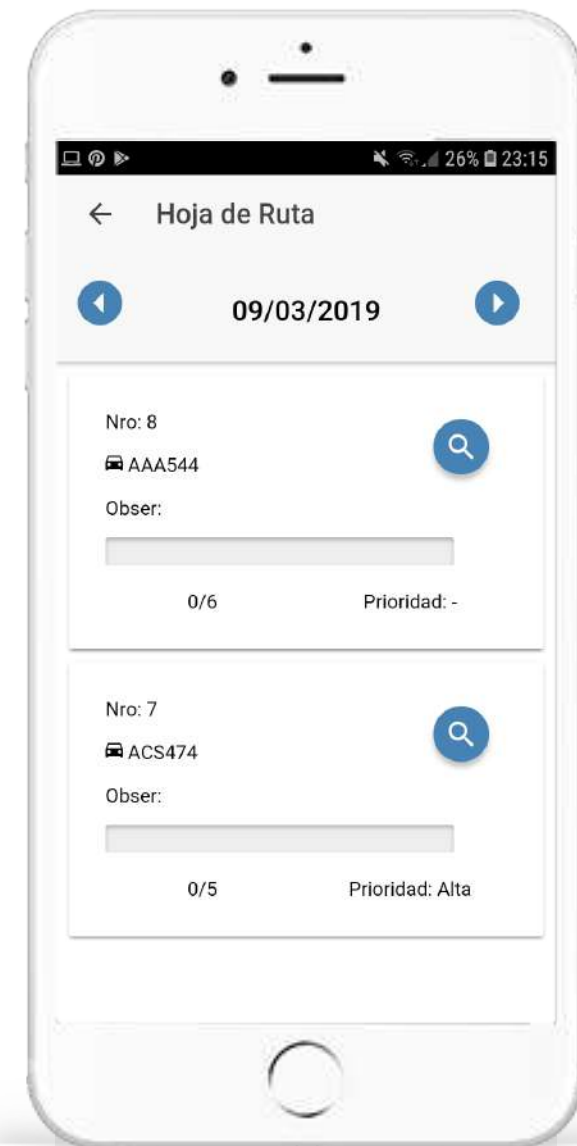 26% 23:15
Hoja de Ruta
09/03/2019
Nro: 8
AAA544
Obser:
0/6 Prioridad: -
Nro: 7
ACS474
Obser:
0/5 Prioridad: Alta